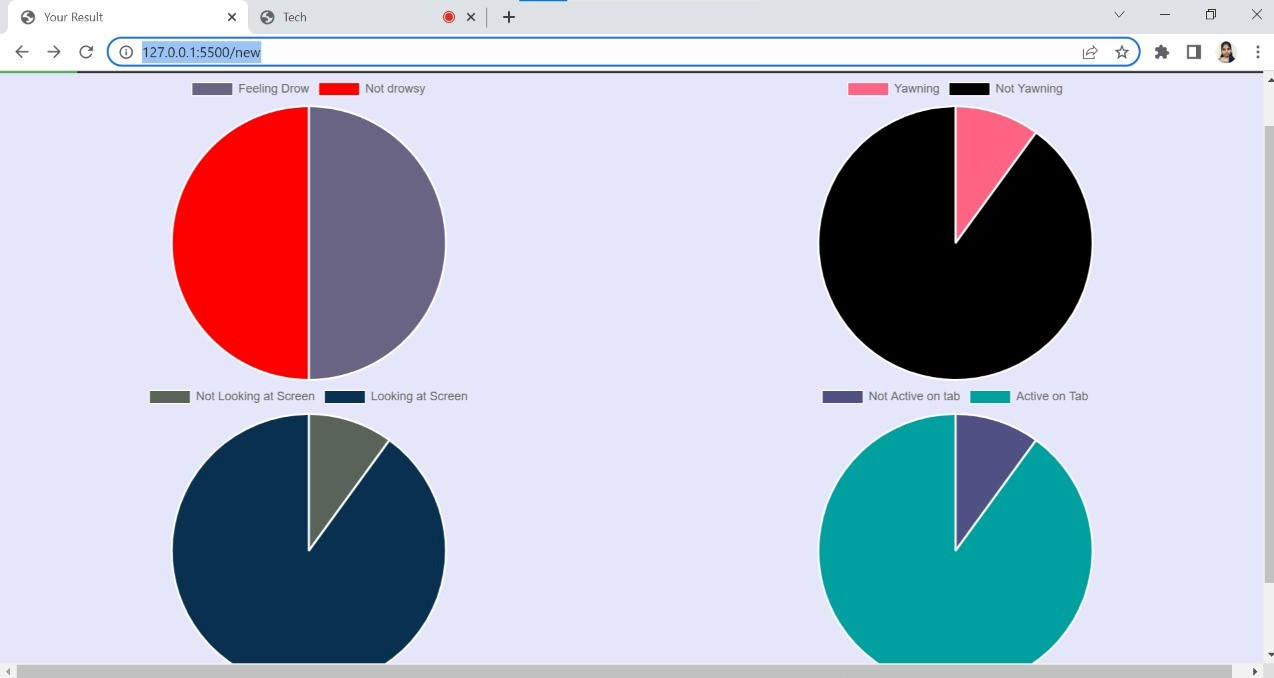 Your Result
Tech
127.0.0.1:5500/new
Feeling Drow
Not drowsy
Yawning
Not Yawning
Not Looking at Screen
Looking at Screen
Not Active on tab
Active on Tab